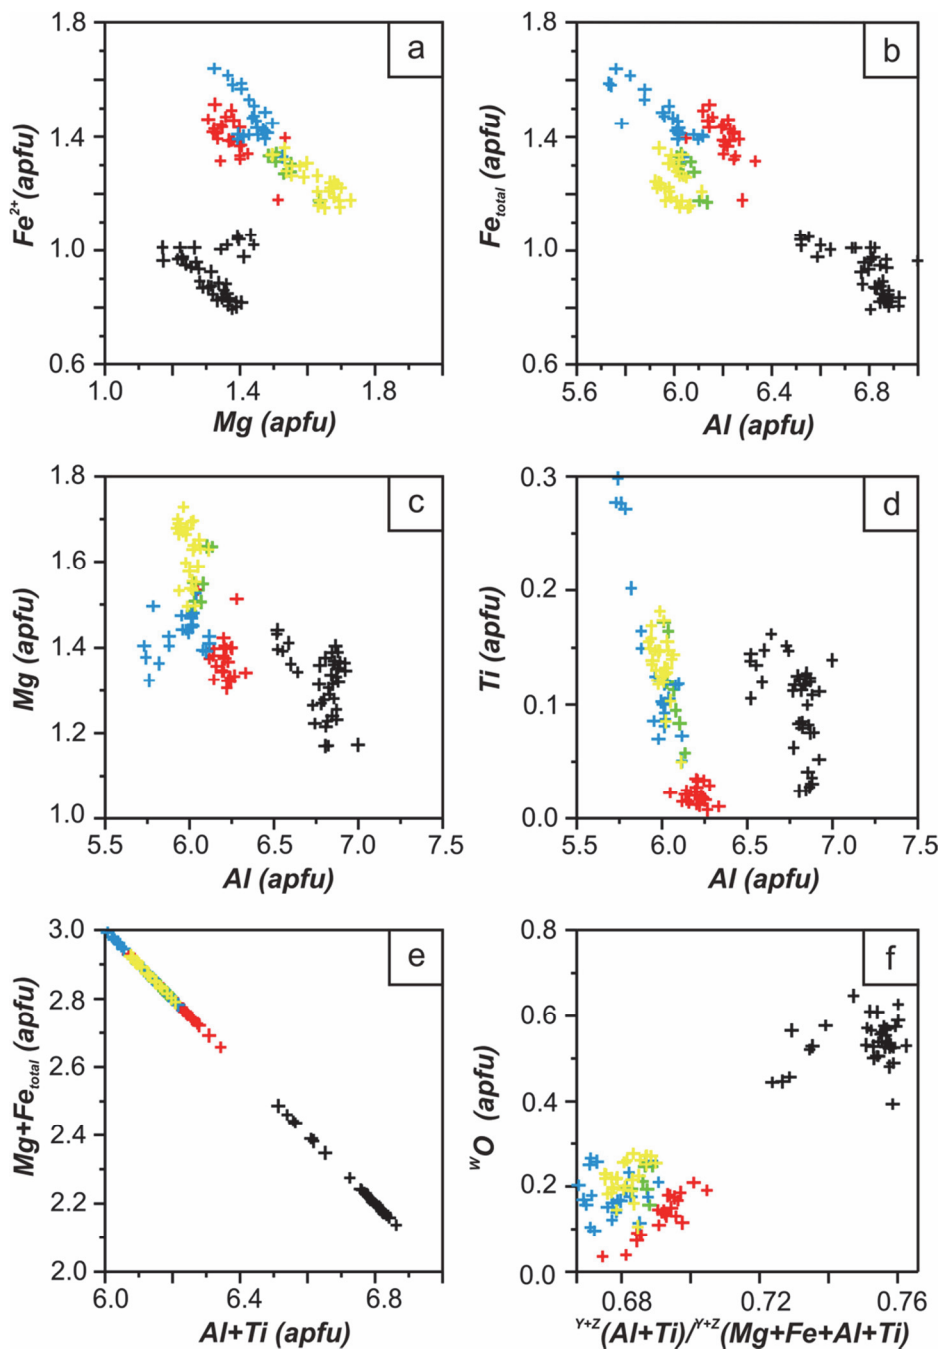 1.8
1.4
1.0
0.6
Fe²⁺(apfu)
a
1.0
1.4
1.8
Mg (apfu)
1.8
1.4
1.0
0.6
Fe_total (apfu)
b
5.6
6.0
6.4
6.8
Al (apfu)
1.8
1.6
1.4
1.2
1.0
Mg (apfu)
c
5.5
6.0
6.5
7.0
7.5
Al (apfu)
0.3
0.2
0.1
0.0
Ti (apfu)
d
5.5
6.0
6.5
7.0
7.5
Al (apfu)
3.0
2.8
2.6
2.4
2.2
2.0
Mg+Fe_total (apfu)
e
6.0
6.4
6.8
Al+Ti (apfu)
0.8
0.6
0.4
0.2
0.0
ᵂO (apfu)
f
0.68
0.72
0.76
ʸ⁺ᶻ(Al+Ti)/ʸ⁺ᶻ(Mg+Fe+Al+Ti)